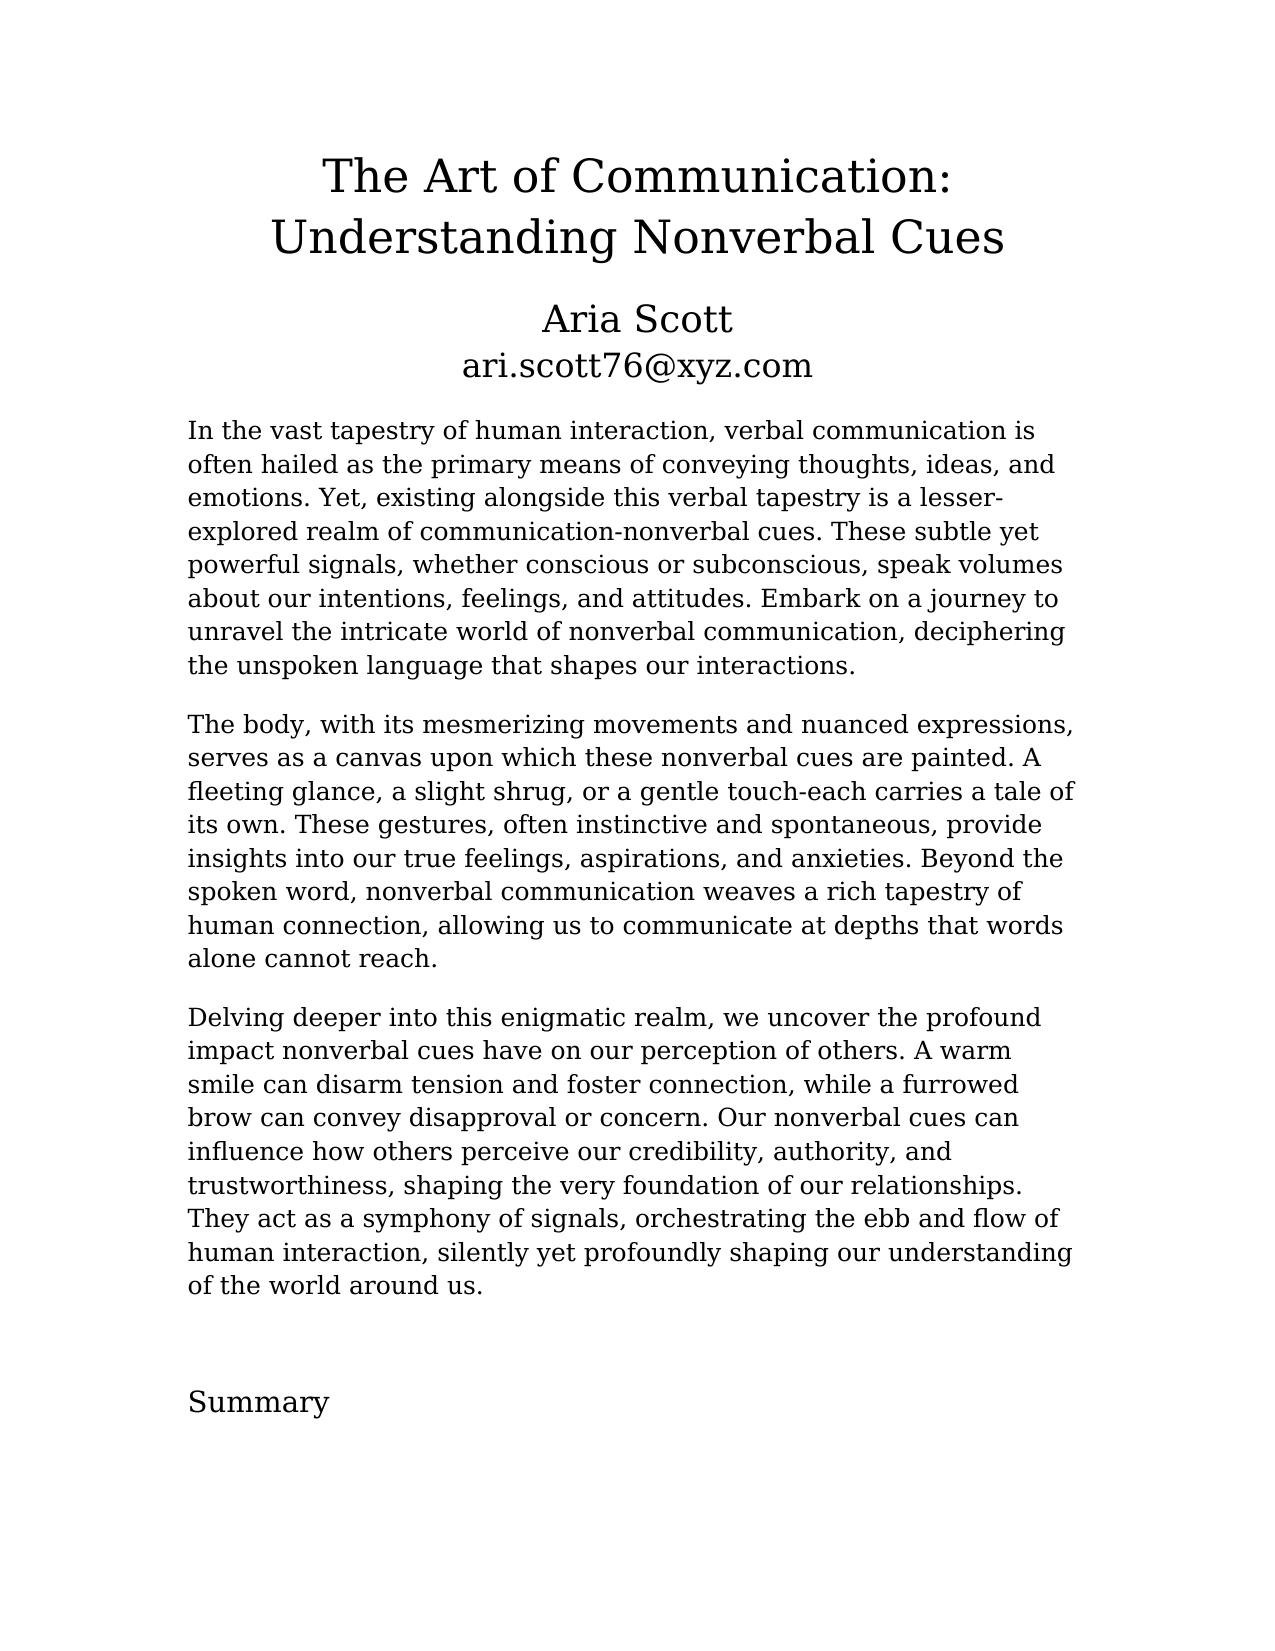 The Art of Communication:
Understanding Nonverbal Cues
Aria Scott
ari.scott76@xyz.com
In the vast tapestry of human interaction, verbal communication is
often hailed as the primary means of conveying thoughts, ideas, and
emotions. Yet, existing alongside this verbal tapestry is a lesser-
explored realm of communication-nonverbal cues. These subtle yet
powerful signals, whether conscious or subconscious, speak volumes
about our intentions, feelings, and attitudes. Embark on a journey to
unravel the intricate world of nonverbal communication, deciphering
the unspoken language that shapes our interactions.
The body, with its mesmerizing movements and nuanced expressions,
serves as a canvas upon which these nonverbal cues are painted. A
fleeting glance, a slight shrug, or a gentle touch-each carries a tale of
its own. These gestures, often instinctive and spontaneous, provide
insights into our true feelings, aspirations, and anxieties. Beyond the
spoken word, nonverbal communication weaves a rich tapestry of
human connection, allowing us to communicate at depths that words
alone cannot reach.
Delving deeper into this enigmatic realm, we uncover the profound
impact nonverbal cues have on our perception of others. A warm
smile can disarm tension and foster connection, while a furrowed
brow can convey disapproval or concern. Our nonverbal cues can
influence how others perceive our credibility, authority, and
trustworthiness, shaping the very foundation of our relationships.
They act as a symphony of signals, orchestrating the ebb and flow of
human interaction, silently yet profoundly shaping our understanding
of the world around us.
Summary